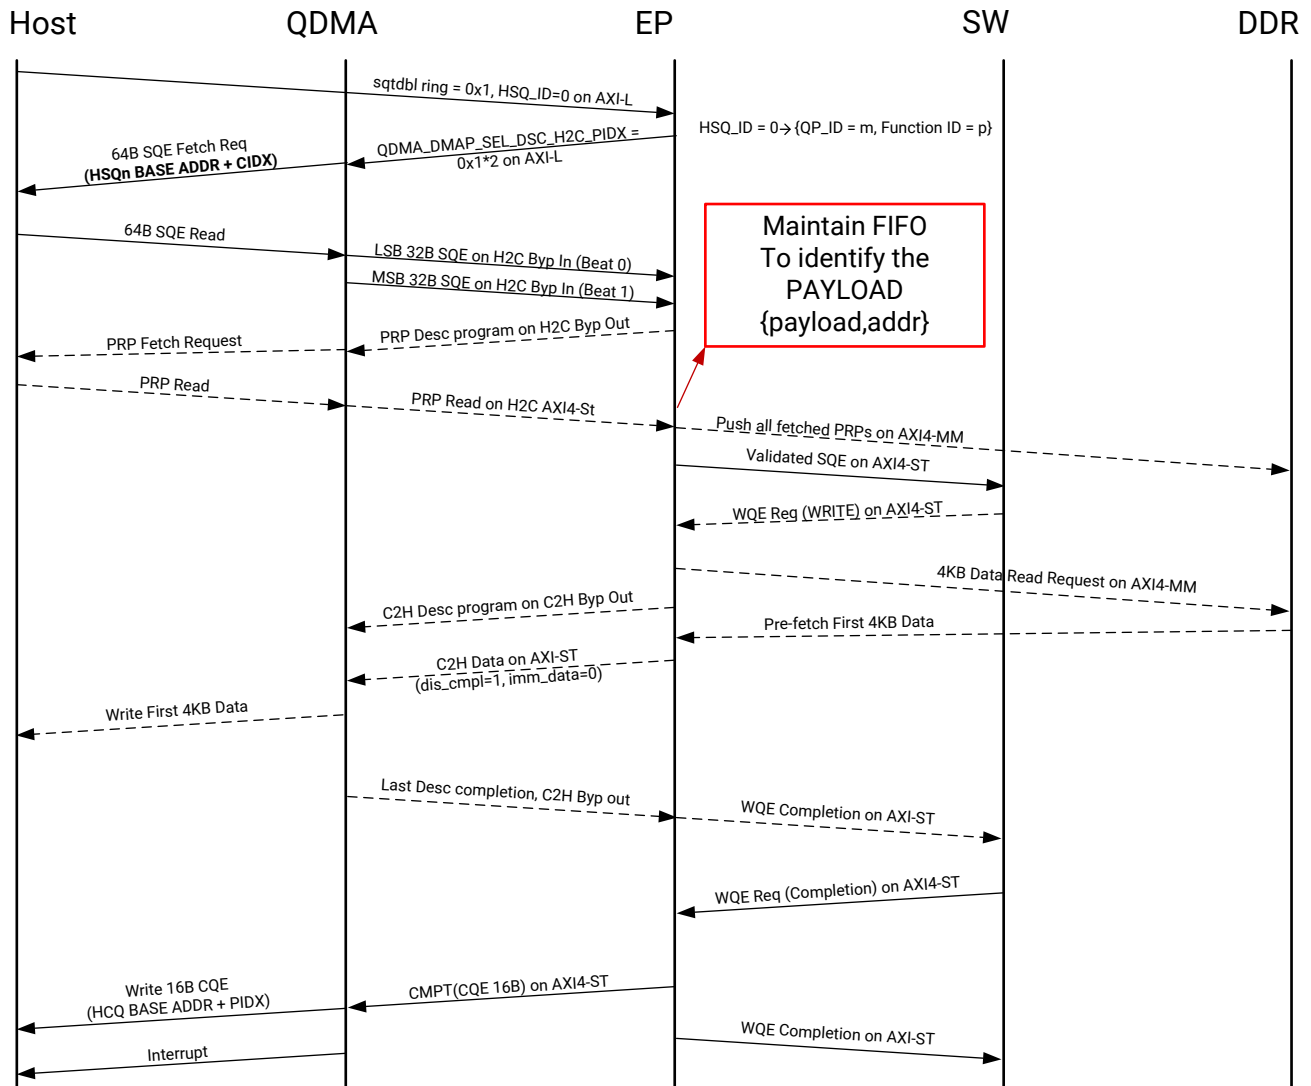 Host QDMA EP SW DDR
sqtdbl ring = 0x1, HSQ_ID=0 on AXI-L
HSQ_ID = 0→ {QP_ID = m, Function ID = p}
QDMA_DMAP_SEL_DSC_H2C_PIDX =
0x1*2 on AXI-L
64B SQE Fetch Req
(HSQn BASE ADDR + CIDX)
Maintain FIFO
To identify the
PAYLOAD
{payload,addr}
64B SQE Read
LSB 32B SQE on H2C Byp In (Beat 0)
MSB 32B SQE on H2C Byp In (Beat 1)
PRP Desc program on H2C Byp Out
PRP Fetch Request
PRP Read
PRP Read on H2C AXI4-St
Push all fetched PRPs on AXI4-MM
Validated SQE on AXI4-ST
WQE Req (WRITE) on AXI4-ST
4KB Data Read Request on AXI4-MM
C2H Desc program on C2H Byp Out
Pre-fetch First 4KB Data
C2H Data on AXI-ST
(dis_cmpl=1, imm_data=0)
Write First 4KB Data
Last Desc completion, C2H Byp out
WQE Completion on AXI-ST
WQE Req (Completion) on AXI4-ST
CMPT(CQE 16B) on AXI4-ST
Write 16B CQE
(HCQ BASE ADDR + PIDX)
WQE Completion on AXI-ST
Interrupt